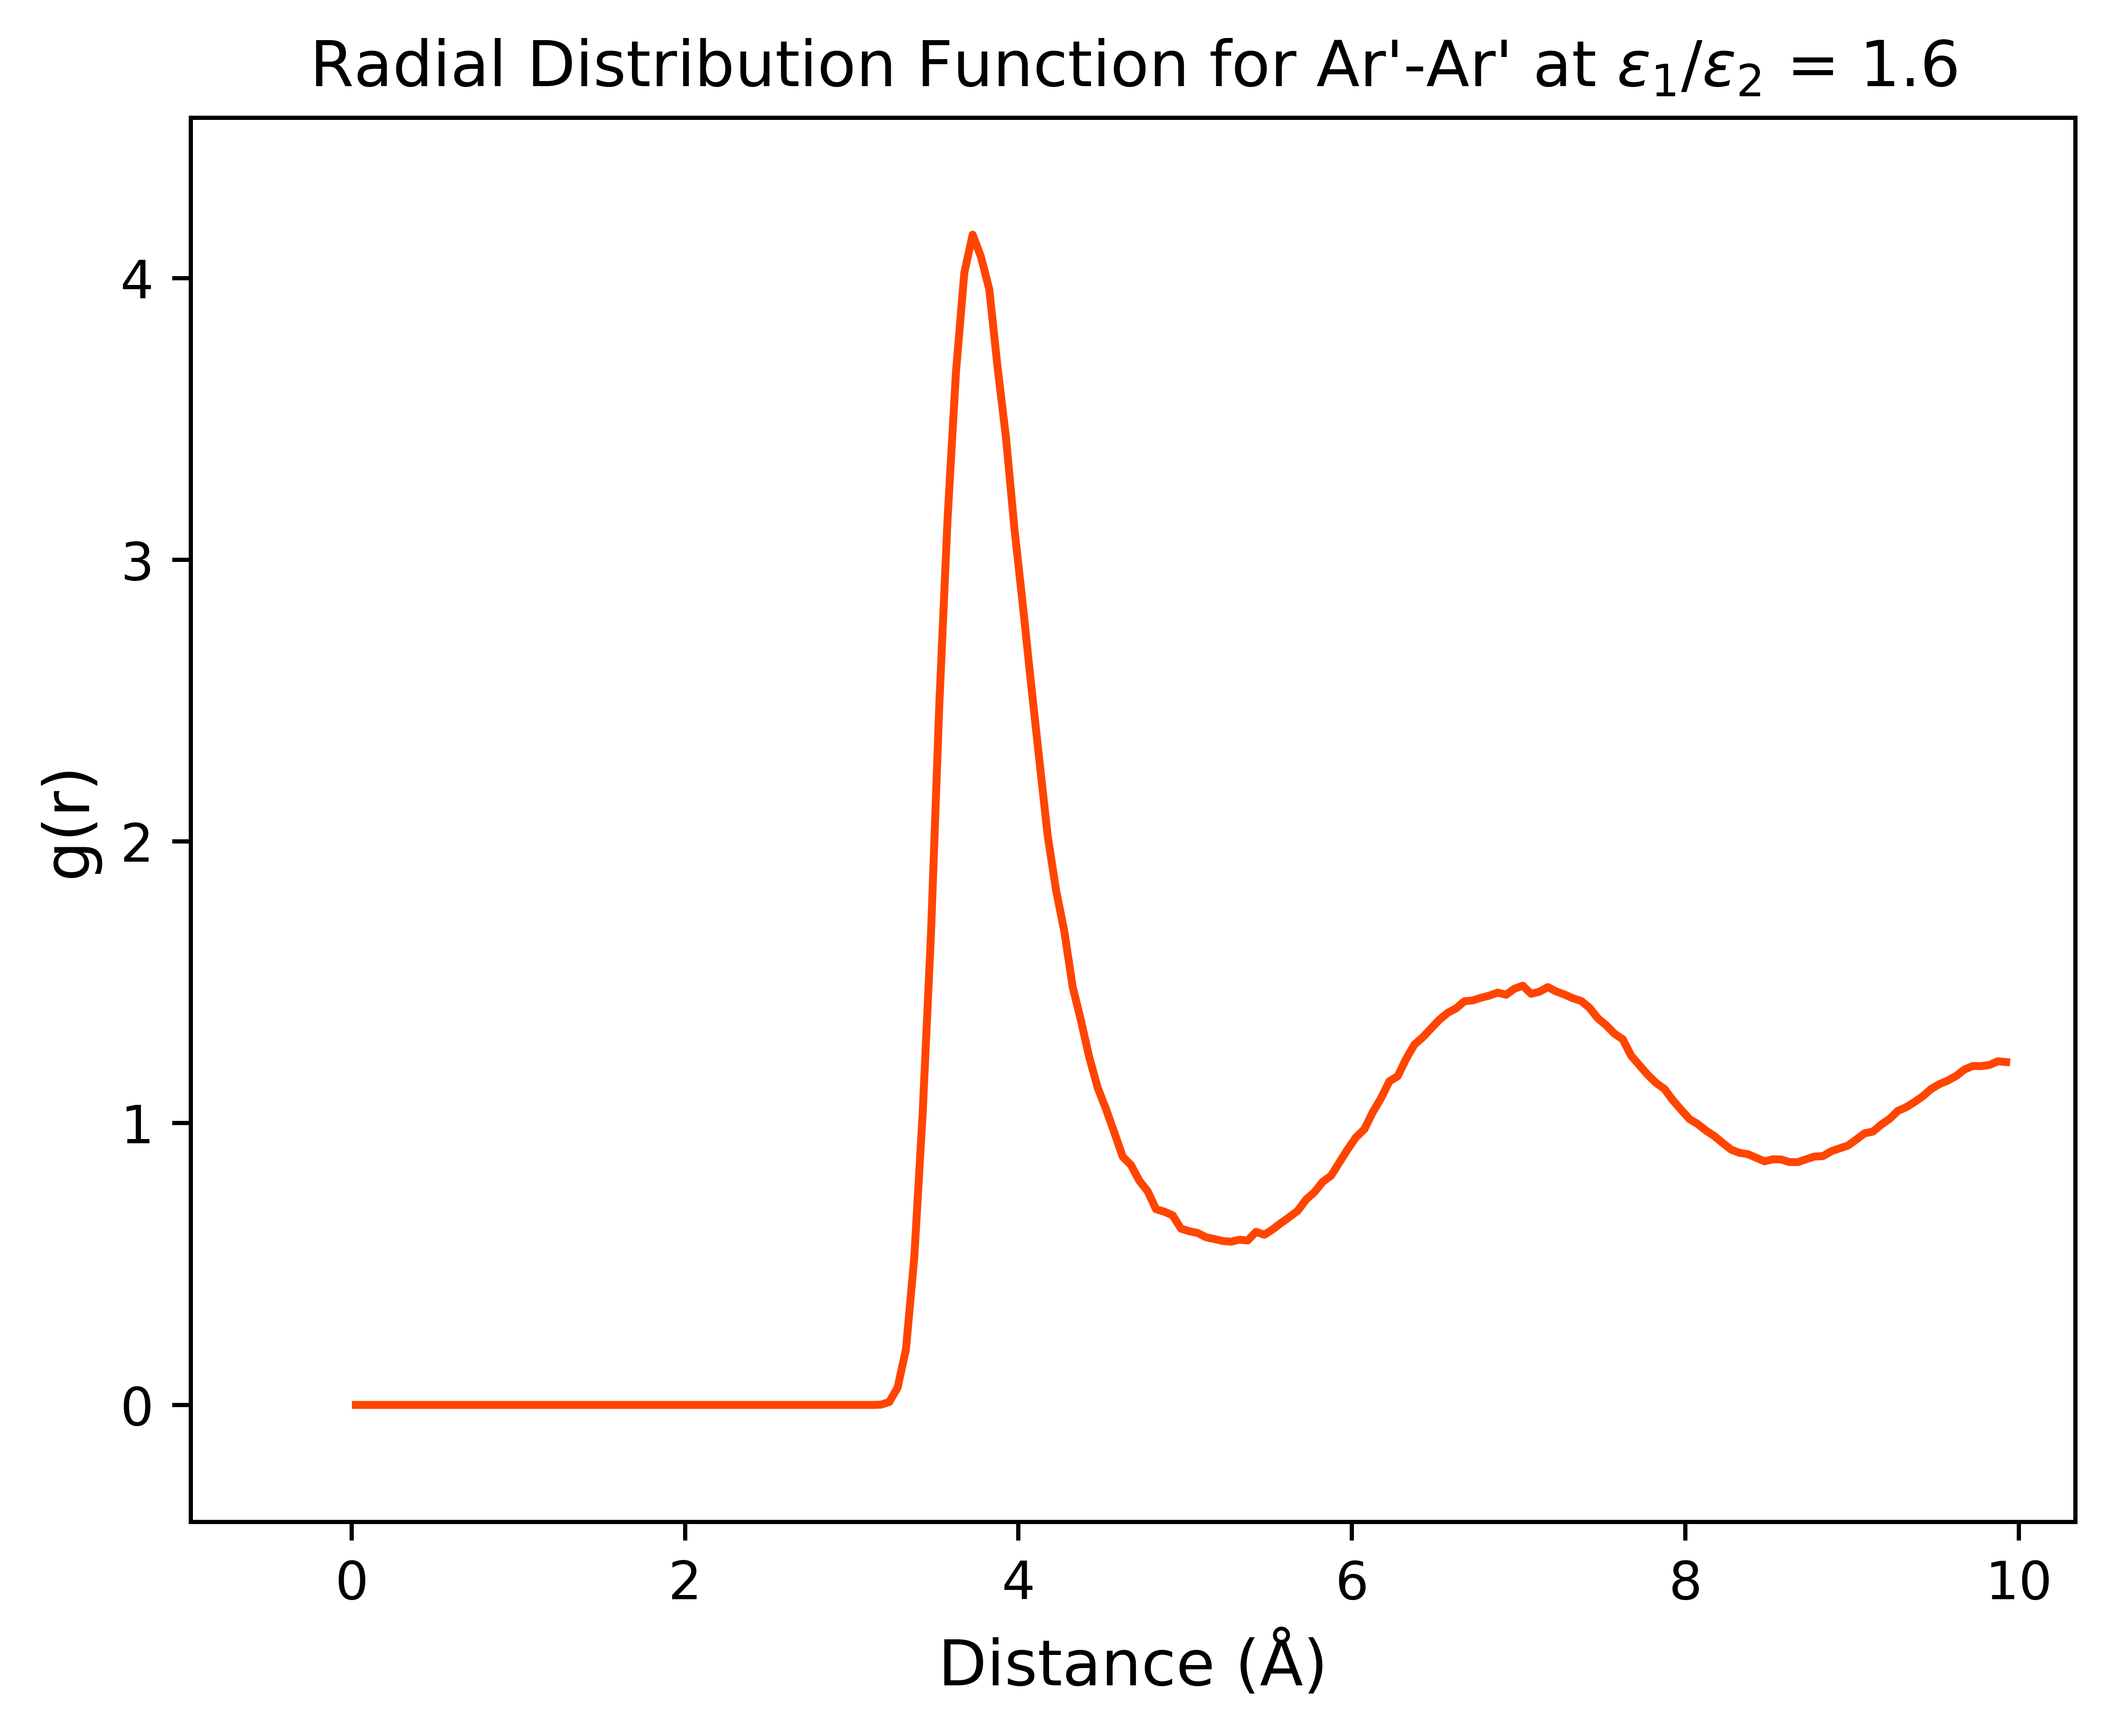 Radial Distribution Function for Ar'-Ar' at ε₁/ε₂ = 1.6
g(r)
4
3
2
1
0
0 2 4 6 8 10
Distance (Å)